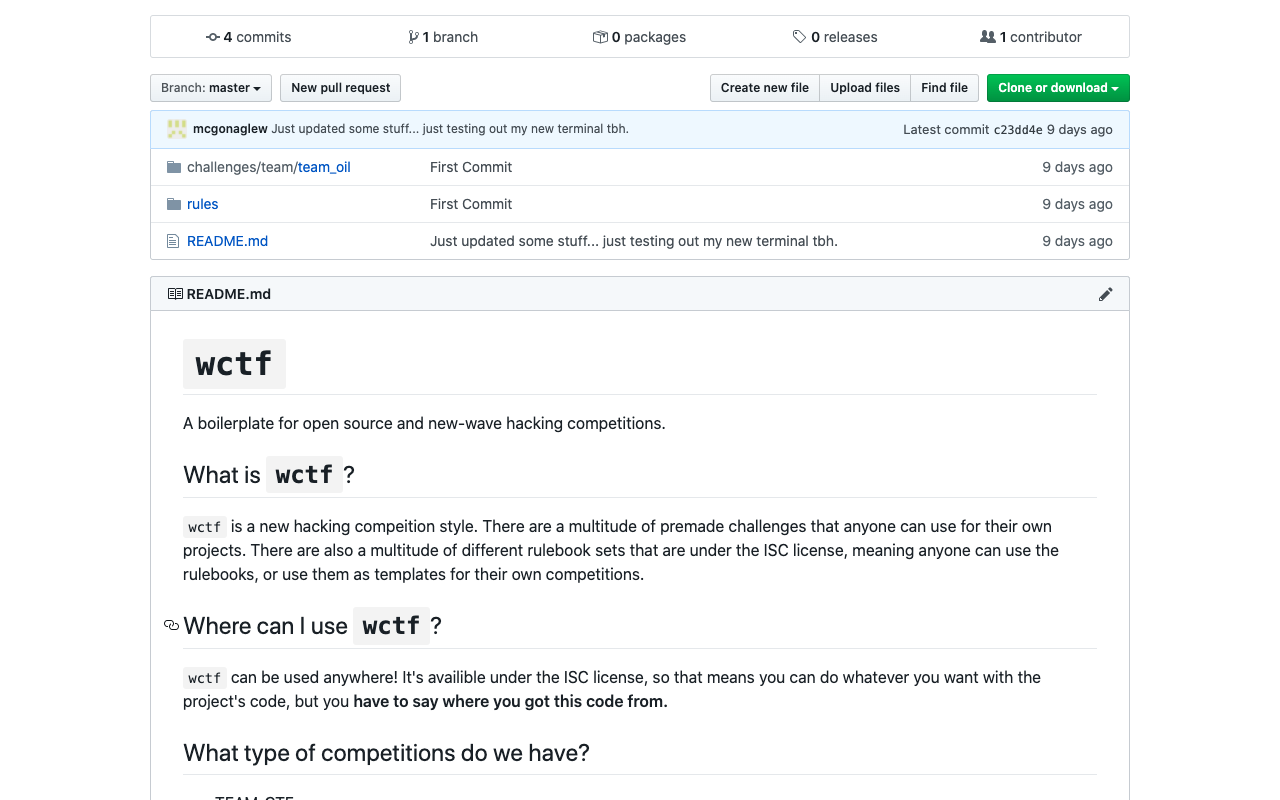 4 commits 1 branch 0 packages 0 releases 1 contributor
Branch: master New pull request Create new file Upload files Find file Clone or download
mcgonaglew Just updated some stuff... just testing out my new terminal tbh. Latest commit c23dd4e 9 days ago
challenges/team/team_oil First Commit 9 days ago
rules First Commit 9 days ago
README.md Just updated some stuff... just testing out my new terminal tbh. 9 days ago
README.md
wctf
A boilerplate for open source and new-wave hacking competitions.
What is wctf?
wctf is a new hacking compeition style. There are a multitude of premade challenges that anyone can use for their own
projects. There are also a multitude of different rulebook sets that are under the ISC license, meaning anyone can use the
rulebooks, or use them as templates for their own competitions.
Where can I use wctf?
wctf can be used anywhere! It's availible under the ISC license, so that means you can do whatever you want with the
project's code, but you have to say where you got this code from.
What type of competitions do we have?